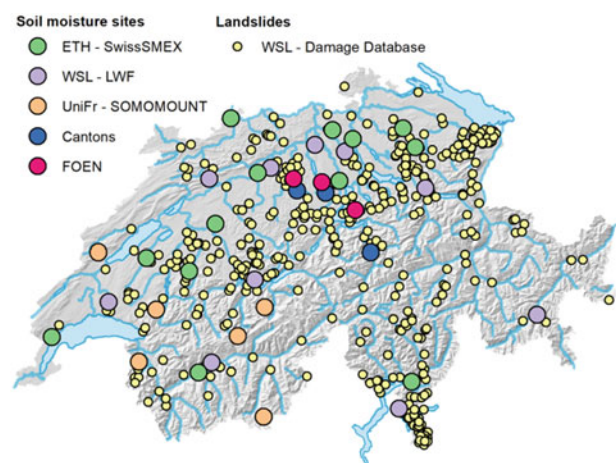 Soil moisture sites
ETH - SwissSMEX
WSL - LWF
UniFr - SOMOMOUNT
Cantons
FOEN
Landslides
WSL - Damage Database